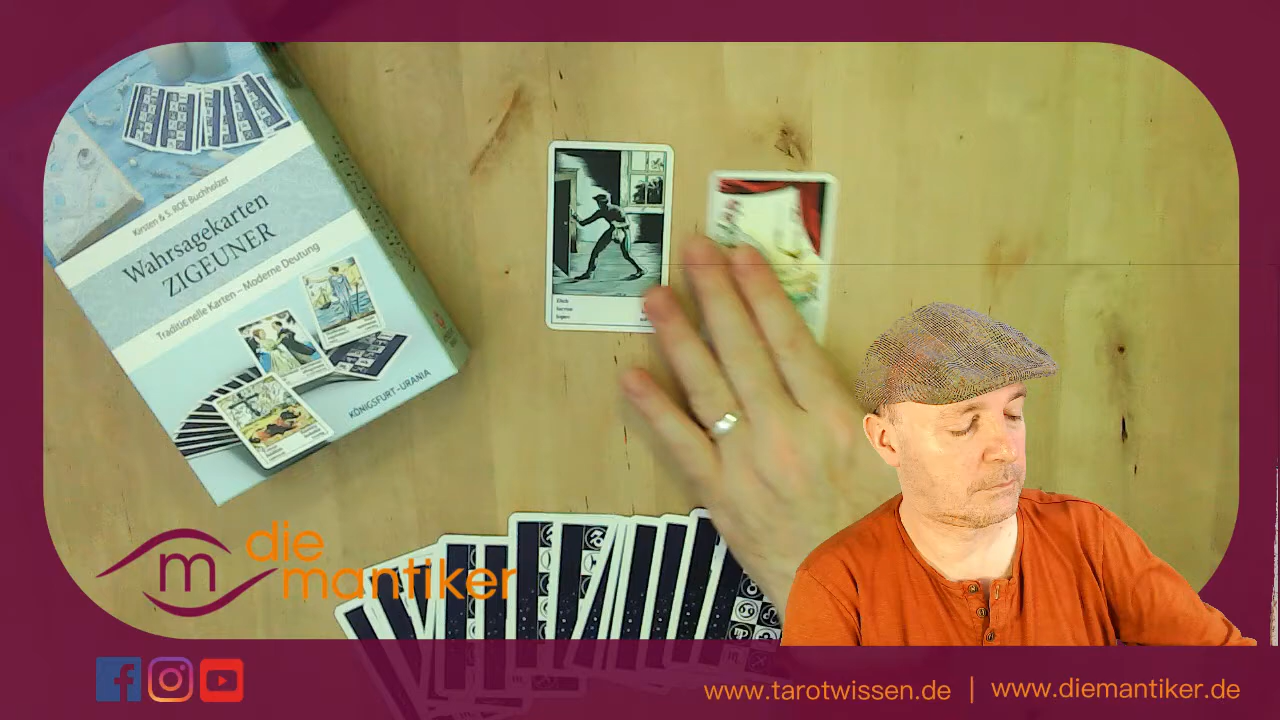 Kirsten & S. ROE Buchholzer
Wahrsagekarten
ZIGEUNER
Traditionelle Karten – Moderne Deutung
KÖNIGSFURT-URANIA
m
die
mantiker
www.tarotwissen.de | www.diemantiker.de